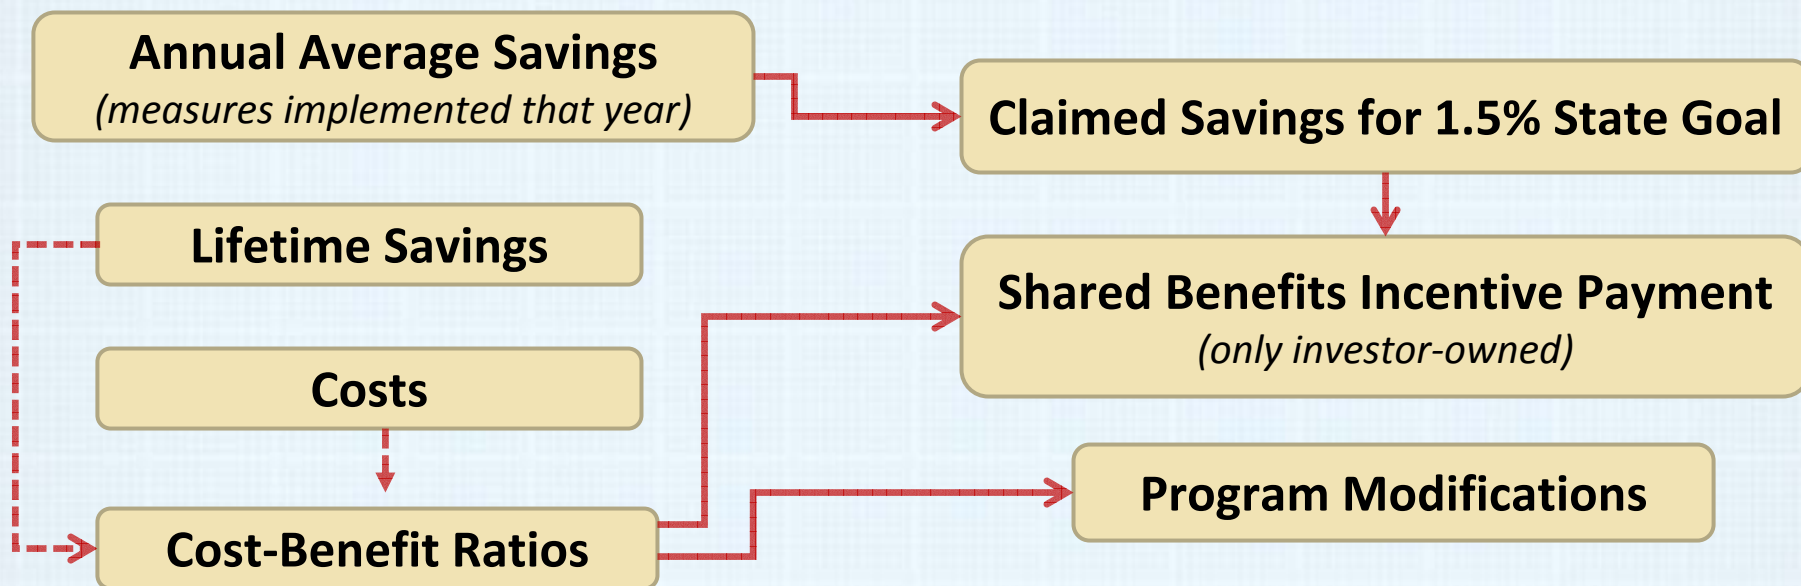 Annual Average Savings
(measures implemented that year)
Claimed Savings for 1.5% State Goal
Lifetime Savings
Shared Benefits Incentive Payment
(only investor-owned)
Costs
Program Modifications
Cost-Benefit Ratios